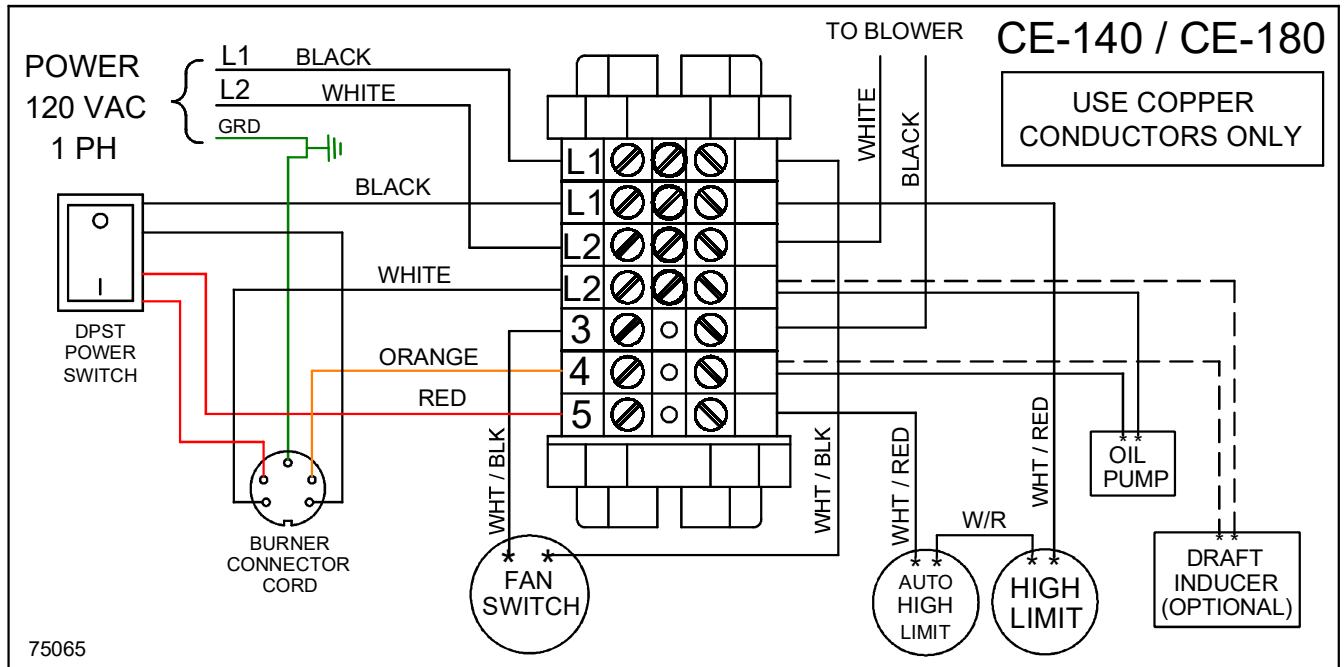 CE-140 / CE-180
USE COPPER
CONDUCTORS ONLY
POWER
120 VAC
1 PH
L1
BLACK
L2
WHITE
GRD
TO BLOWER
WHITE
BLACK
BLACK
WHITE
ORANGE
RED
L1
L1
L2
L2
3
4
5
DPST
POWER
SWITCH
BURNER
CONNECTOR
CORD
WHT / BLK
* *
FAN
SWITCH
WHT / BLK
WHT / RED
W/R
WHT / RED
* *
AUTO
HIGH
LIMIT
* *
HIGH
LIMIT
* *
OIL
PUMP
* *
DRAFT
INDUCER
(OPTIONAL)
75065